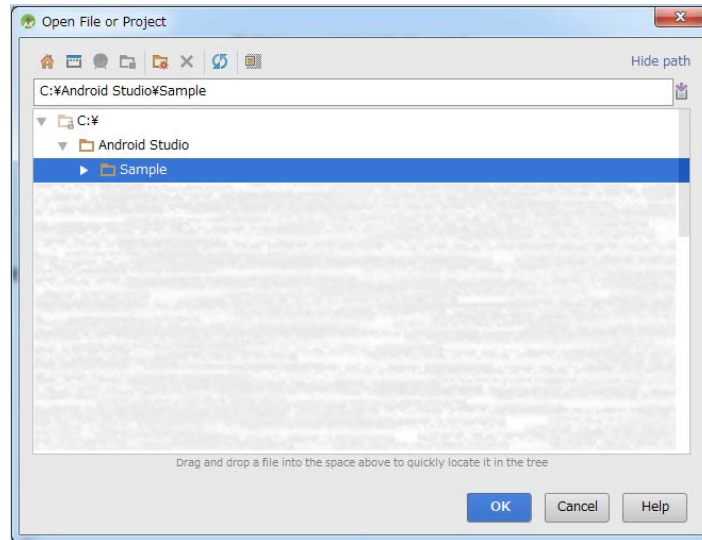 Open File or Project
Hide path
C:¥Android Studio¥Sample
C:¥
Android Studio
Sample
Drag and drop a file into the space above to quickly locate it in the tree
OK Cancel Help